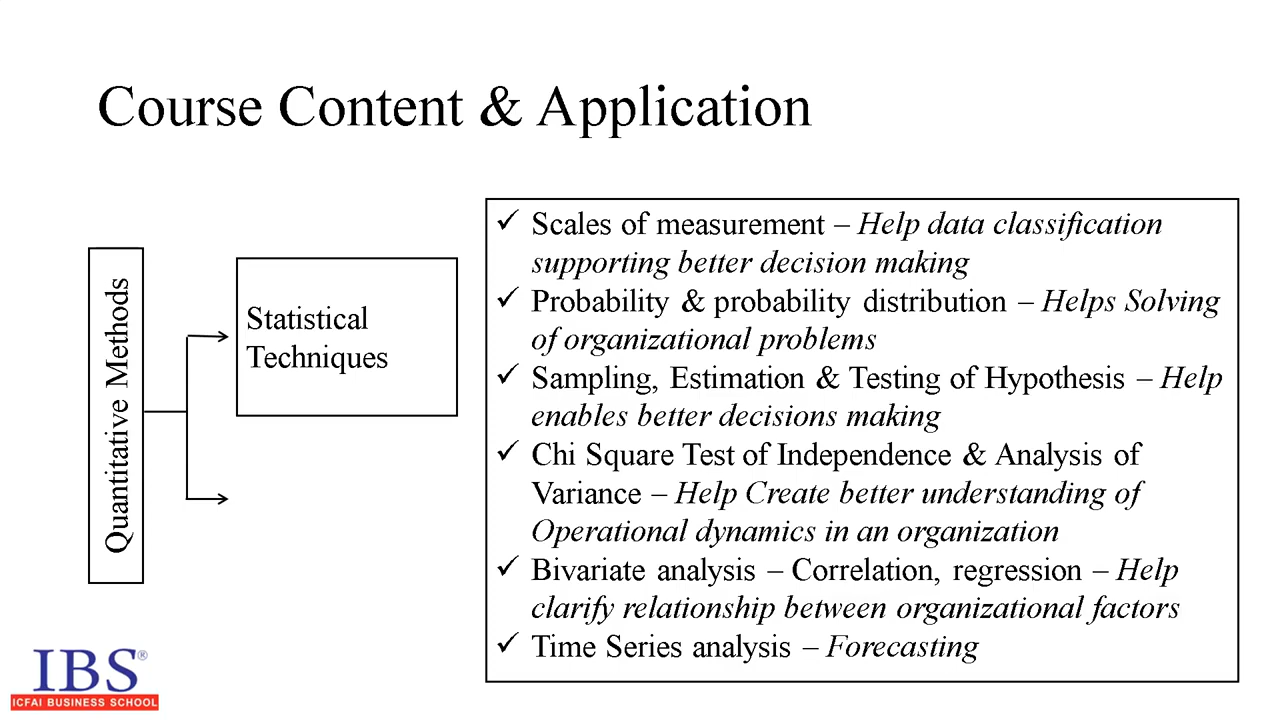 Course Content & Application
Quantitative Methods
Statistical
Techniques
✓ Scales of measurement – Help data classification
supporting better decision making
✓ Probability & probability distribution – Helps Solving
of organizational problems
✓ Sampling, Estimation & Testing of Hypothesis – Help
enables better decisions making
✓ Chi Square Test of Independence & Analysis of
Variance – Help Create better understanding of
Operational dynamics in an organization
✓ Bivariate analysis – Correlation, regression – Help
clarify relationship between organizational factors
✓ Time Series analysis – Forecasting
IBS®
ICFAI BUSINESS SCHOOL